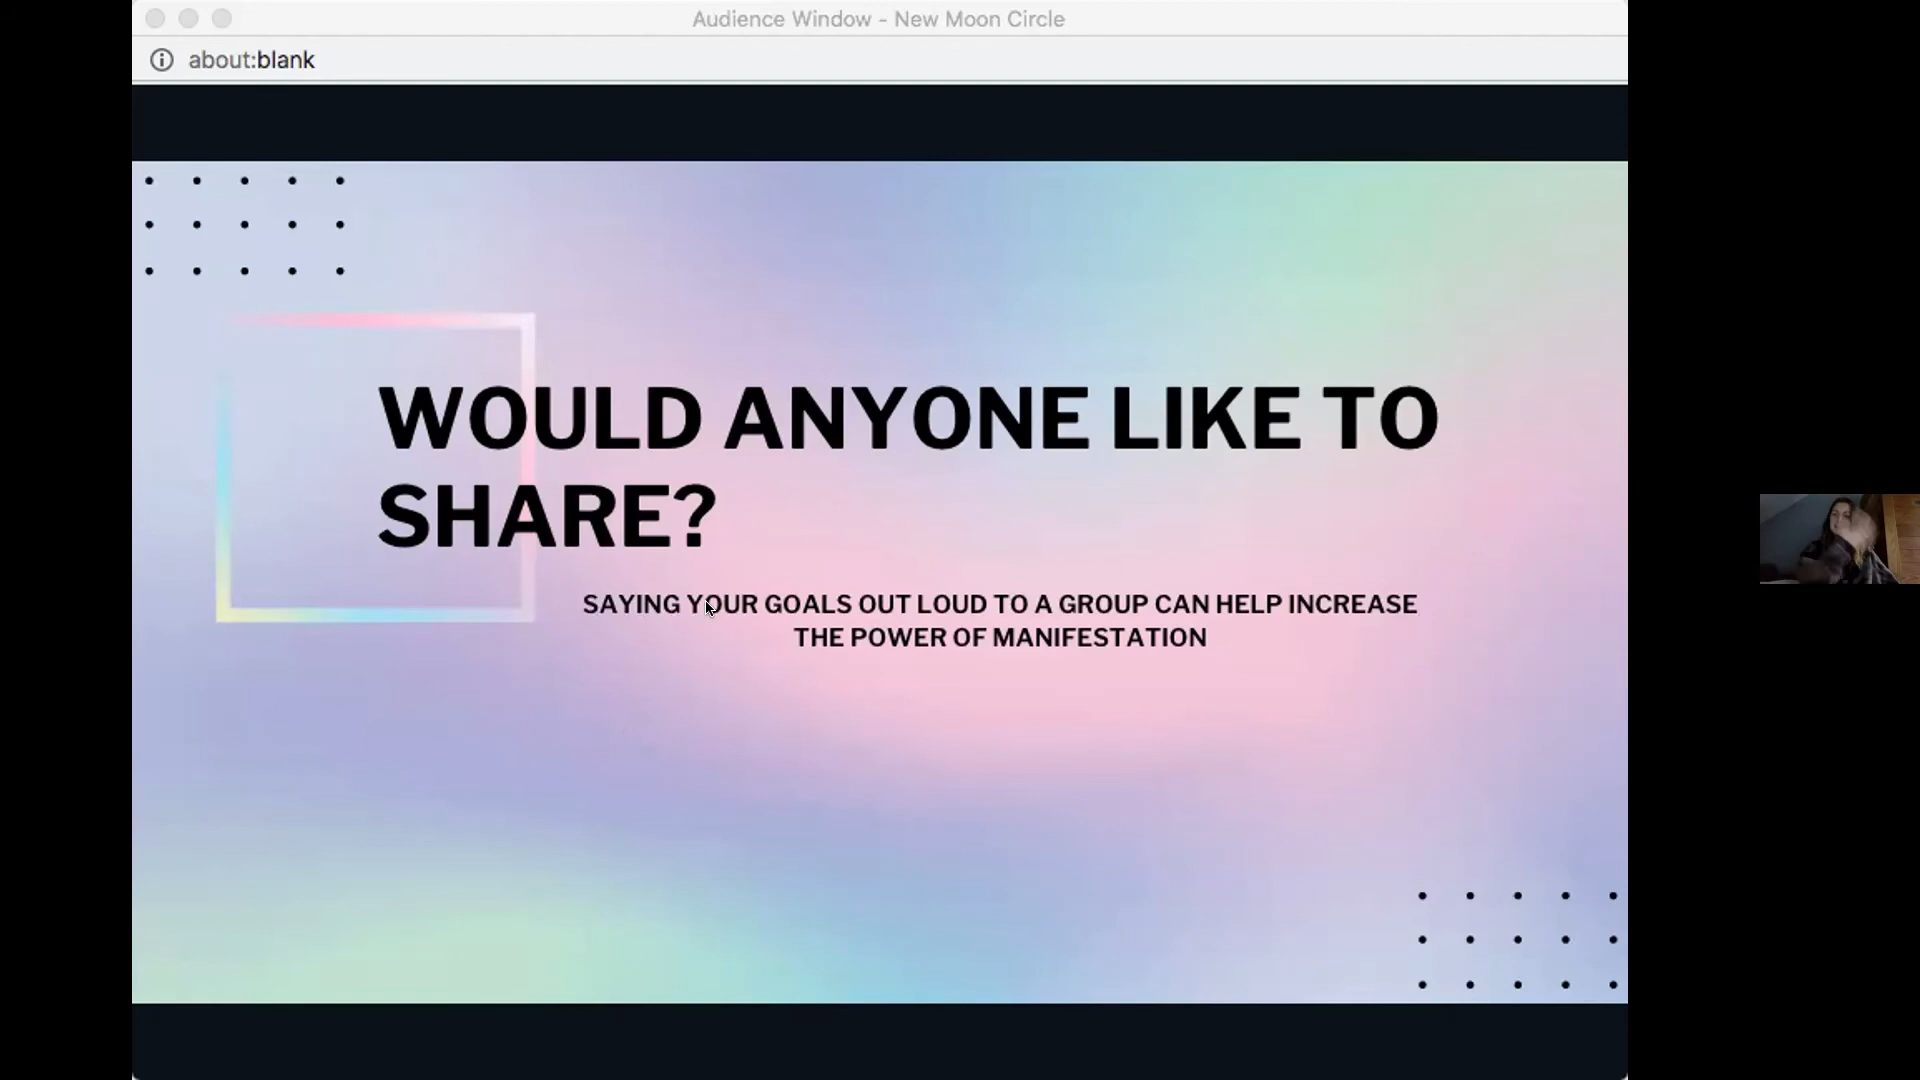 Audience Window - New Moon Circle
about:blank
WOULD ANYONE LIKE TO
SHARE?
SAYING YOUR GOALS OUT LOUD TO A GROUP CAN HELP INCREASE
THE POWER OF MANIFESTATION